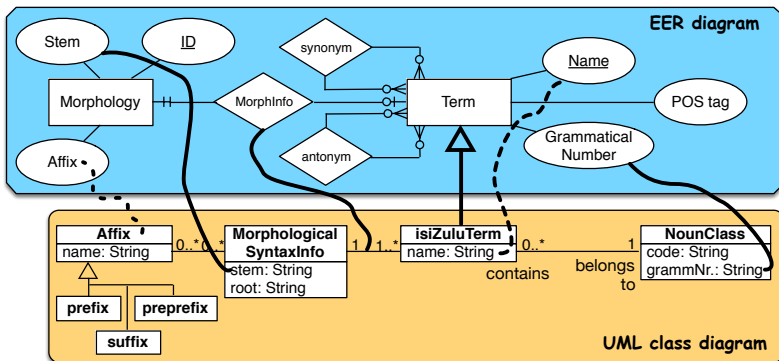 EER diagram
Stem
ID
synonym
Name
Morphology
MorphInfo
Term
POS tag
Affix
antonym
Grammatical
Number
Affix
name: String
0..*
0..*
Morphological
SyntaxInfo
stem: String
root: String
1
1..*
isiZuluTerm
name: String
0..*
contains
1
belongs
to
NounClass
code: String
grammNr.: String
prefix
preprefix
suffix
UML class diagram